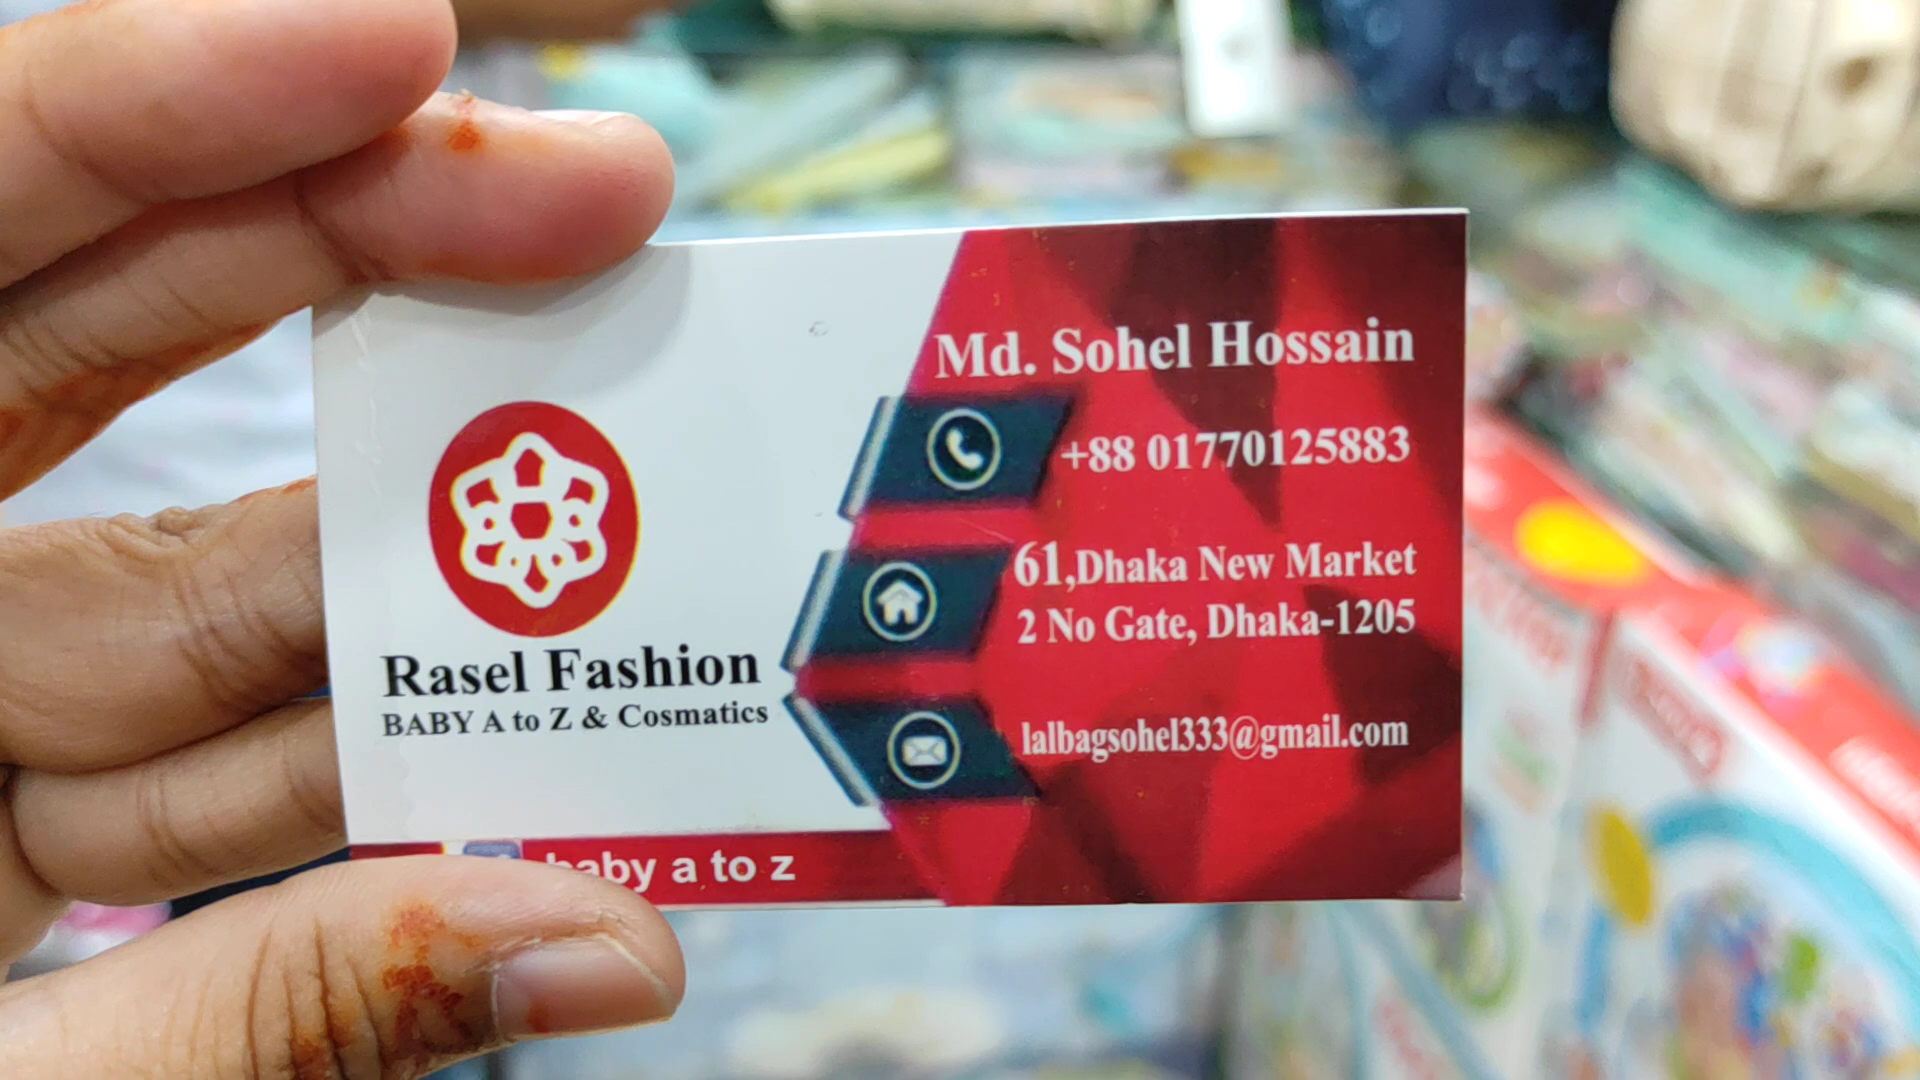 Md. Sohel Hossain
+88 01770125883
61,Dhaka New Market
2 No Gate, Dhaka-1205
lalbagsohel333@gmail.com
Rasel Fashion
BABY A to Z & Cosmatics
baby a to z